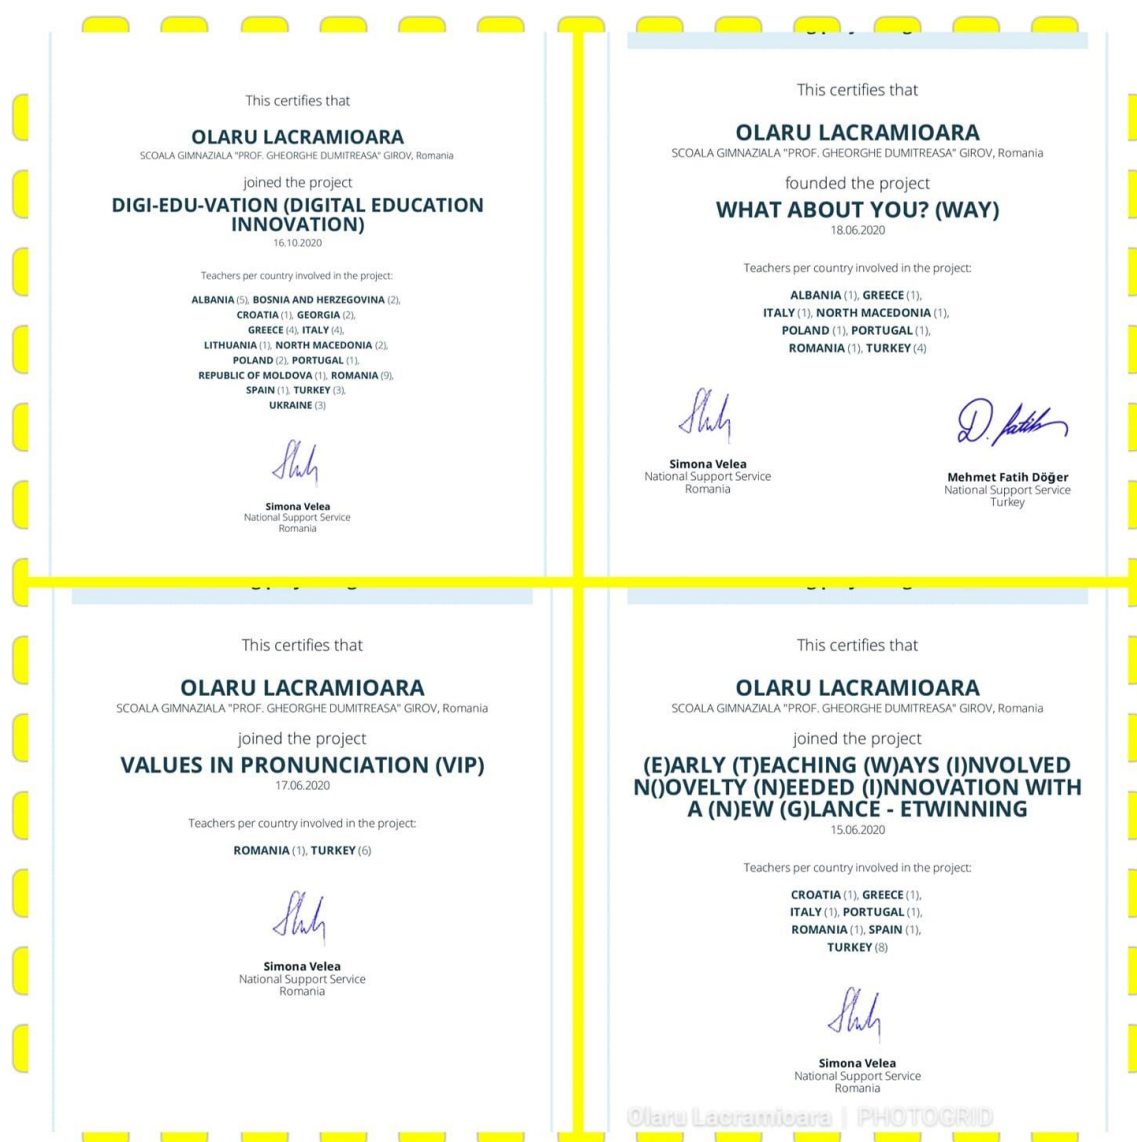 This certifies that
OLARU LACRAMIOARA
SCOALA GIMNAZIALA "PROF. GHEORGHE DUMITREASA" GIROV, Romania
joined the project
DIGI-EDU-VATION (DIGITAL EDUCATION
INNOVATION)
16.10.2020
Teachers per country involved in the project:
ALBANIA (5), BOSNIA AND HERZEGOVINA (2),
CROATIA (1), GEORGIA (2),
GREECE (4), ITALY (4),
LITHUANIA (1), NORTH MACEDONIA (2),
POLAND (2), PORTUGAL (1),
REPUBLIC OF MOLDOVA (1), ROMANIA (9),
SPAIN (1), TURKEY (3),
UKRAINE (3)
Simona Velea
National Support Service
Romania
This certifies that
OLARU LACRAMIOARA
SCOALA GIMNAZIALA "PROF. GHEORGHE DUMITREASA" GIROV, Romania
founded the project
WHAT ABOUT YOU? (WAY)
18.06.2020
Teachers per country involved in the project:
ALBANIA (1), GREECE (1),
ITALY (1), NORTH MACEDONIA (1),
POLAND (1), PORTUGAL (1),
ROMANIA (1), TURKEY (4)
Simona Velea
National Support Service
Romania
D. Fatih
Mehmet Fatih Döğer
National Support Service
Turkey
This certifies that
OLARU LACRAMIOARA
SCOALA GIMNAZIALA "PROF. GHEORGHE DUMITREASA" GIROV, Romania
joined the project
VALUES IN PRONUNCIATION (VIP)
17.06.2020
Teachers per country involved in the project:
ROMANIA (1), TURKEY (6)
Simona Velea
National Support Service
Romania
This certifies that
OLARU LACRAMIOARA
SCOALA GIMNAZIALA "PROF. GHEORGHE DUMITREASA" GIROV, Romania
joined the project
(E)ARLY (T)EACHING (W)AYS (I)NVOLVED
N()OVELTY (N)EEDED (I)NNOVATION WITH
A (N)EW (G)LANCE - ETWINNING
15.06.2020
Teachers per country involved in the project:
CROATIA (1), GREECE (1),
ITALY (1), PORTUGAL (1),
ROMANIA (1), SPAIN (1),
TURKEY (8)
Simona Velea
National Support Service
Romania
Olaru Lacramioara | PHOTOGRID